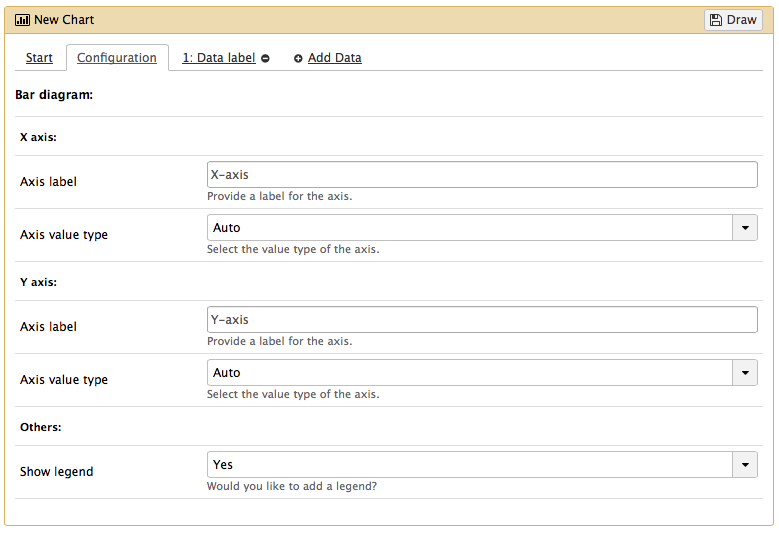 New Chart Draw
Start Configuration 1: Data label Add Data
Bar diagram:
X axis:
Axis label X-axis
Provide a label for the axis.
Axis value type Auto
Select the value type of the axis.
Y axis:
Axis label Y-axis
Provide a label for the axis.
Axis value type Auto
Select the value type of the axis.
Others:
Show legend Yes
Would you like to add a legend?